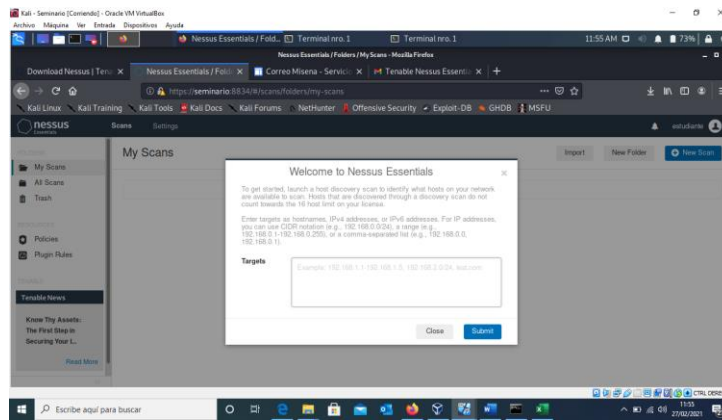 Kali - Seminario [Corriendo] - Oracle VM VirtualBox
Archivo Máquina Ver Entrada Dispositivos Ayuda
Nessus Essentials / Fold... Terminal nro. 1 Terminal nro. 1 11:55 AM 73%
Nessus Essentials / Folders / My Scans - Mozilla Firefox
Download Nessus | Ten Nessus Essentials / Fold Correo Misena - Servicio Tenable Nessus Essentia
https://seminario:8834/#/scans/folders/my-scans
Kali Linux Kali Training Kali Tools Kali Docs Kali Forums NetHunter Offensive Security Exploit-DB GHDB MSFU
nessus Essentials Scans Settings estudiante
My Scans Import New Folder New Scan
My Scans
All Scans
Trash
Policies
Plugin Rules
Tenable News
Know Thy Assets:
The First Step in
Securing Your I...
Read More
Welcome to Nessus Essentials
To get started, launch a host discovery scan to identify what hosts on your network
are available to scan. Hosts that are discovered through a discovery scan do not
count towards the 16 host limit on your license.
Enter targets as hostnames, IPv4 addresses, or IPv6 addresses. For IP addresses,
you can use CIDR notation (e.g., 192.168.0.0/24), a range (e.g.,
192.168.0.1-192.168.0.255), or a comma-separated list (e.g., 192.168.0.0,
192.168.0.1).
Targets
Example: 192.168.1.1-192.168.1.5, 192.168.2.0/24, test.com
Close Submit
CTRL DERE
Escribe aquí para buscar
11:55
27/02/2021